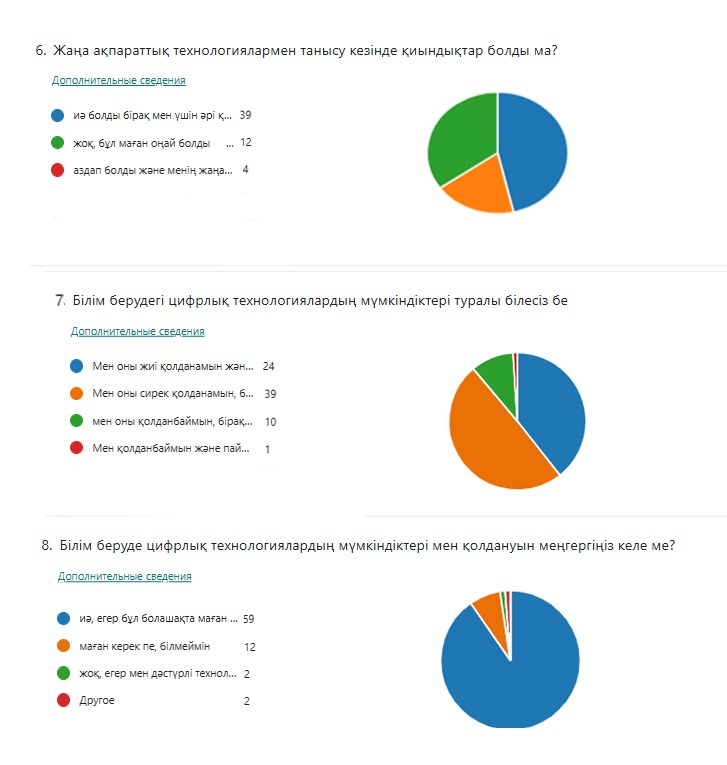 6. Жаңа ақпараттық технологиялармен танысу кезінде қиындықтар болды ма?
Дополнительные сведения
иә болды бірақ мен үшін әрі қ... 39
жоқ, бұл маған оңай болды ... 12
аздап болды және менің жаңа... 4
7. Білім берудегі цифрлық технологиялардың мүмкіндіктері туралы білесіз бе
Дополнительные сведения
Мен оны жиі қолданамын жән... 24
Мен оны сирек қолданамын, б... 39
мен оны қолданбаймын, бірақ... 10
Мен қолданбаймын және пай... 1
8. Білім беруде цифрлық технологиялардың мүмкіндіктері мен қолдануын меңгергіңіз келе ме?
Дополнительные сведения
иә, егер бұл болашақта маған ... 59
маған керек пе, білмеймін 12
жоқ, егер мен дәстүрлі технол... 2
Другое 2